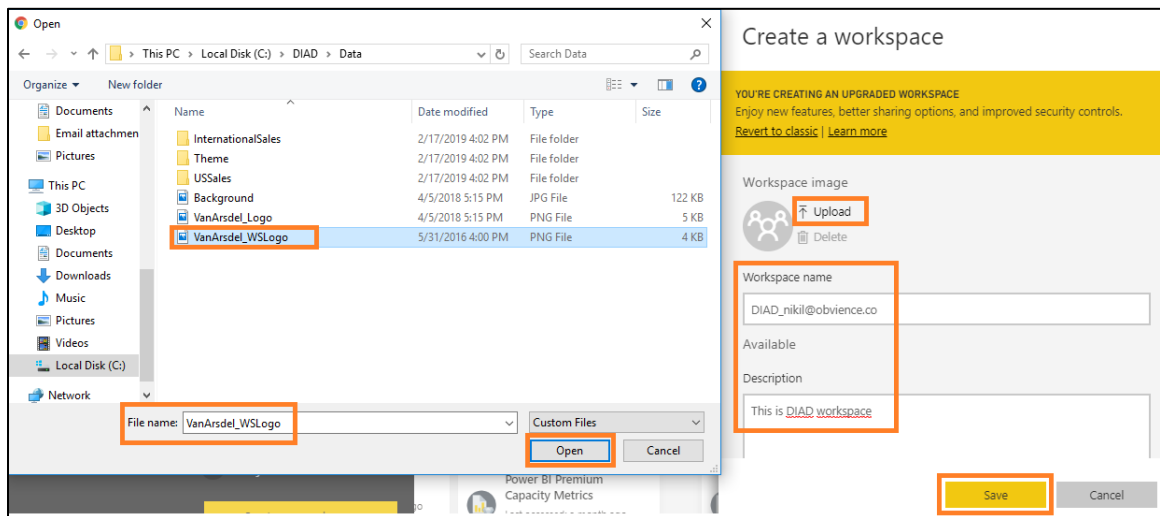 Open
This PC > Local Disk (C:) > DIAD > Data
Search Data
Organize
New folder
Documents
Email attachmen
Pictures
This PC
3D Objects
Desktop
Documents
Downloads
Music
Pictures
Videos
Local Disk (C:)
Network
Name Date modified Type Size
InternationalSales 2/17/2019 4:02 PM File folder
Theme 2/17/2019 4:02 PM File folder
USSales 2/17/2019 4:02 PM File folder
Background 4/5/2018 5:15 PM JPG File 122 KB
VanArsdel_Logo 4/5/2018 5:15 PM PNG File 5 KB
VanArsdel_WSLogo 5/31/2016 4:00 PM PNG File 4 KB
File name: VanArsdel_WSLogo
Custom Files
Open
Cancel
Power BI Premium
Capacity Metrics
Create a workspace
YOU'RE CREATING AN UPGRADED WORKSPACE
Enjoy new features, better sharing options, and improved security controls.
Revert to classic | Learn more
Workspace image
Upload
Delete
Workspace name
DIAD_nikil@obvience.co
Available
Description
This is DIAD workspace
Save
Cancel